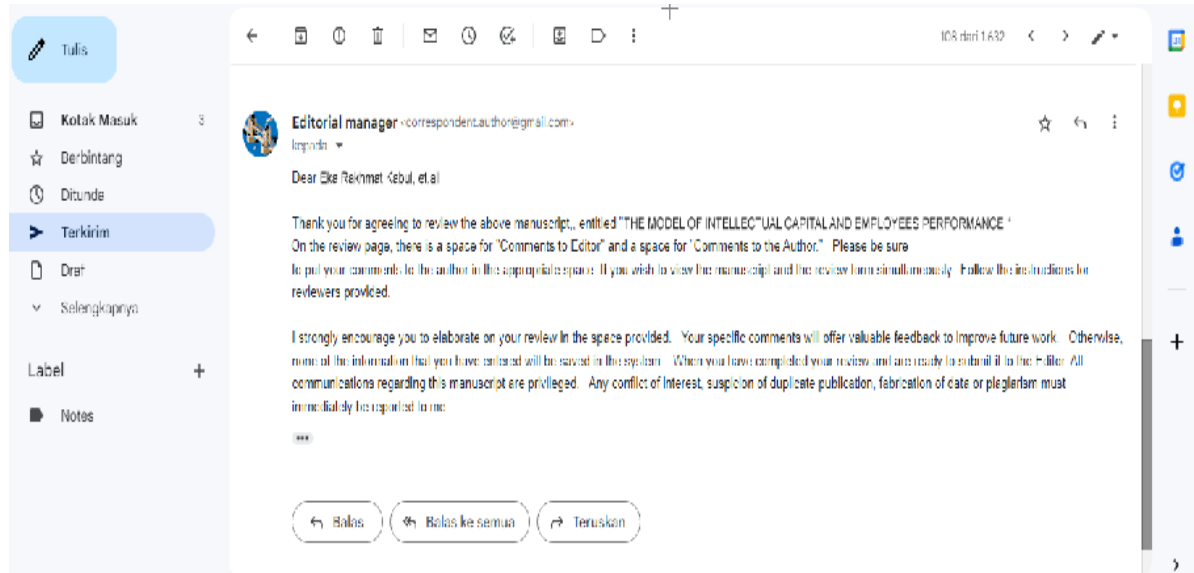 Tulis
108 dari 1.632
Kotak Masuk 3
Berbintang
Ditunda
Terkirim
Draf
Selengkapnya
Label
Notes
Editorial manager <correspondent.author@gmail.com>
kepada
Dear Eka Rakhmat Kabul, et.al
Thank you for agreeing to review the above manuscript,, entitled "THE MODEL OF INTELLECTUAL CAPITAL AND EMPLOYEES PERFORMANCE "
On the review page, there is a space for "Comments to Editor" and a space for "Comments to the Author." Please be sure
to put your comments to the author in the appropriate space. If you wish to view the manuscript and the review form simultaneously. Follow the instructions for
reviewers provided.
I strongly encourage you to elaborate on your review in the space provided. Your specific comments will offer valuable feedback to improve future work. Otherwise,
none of the information that you have entered will be saved in the system. When you have completed your review and are ready to submit it to the Editor. All
communications regarding this manuscript are privileged. Any conflict of interest, suspicion of duplicate publication, fabrication of data or plagiarism must
immediately be reported to me
Balas
Balas ke semua
Teruskan